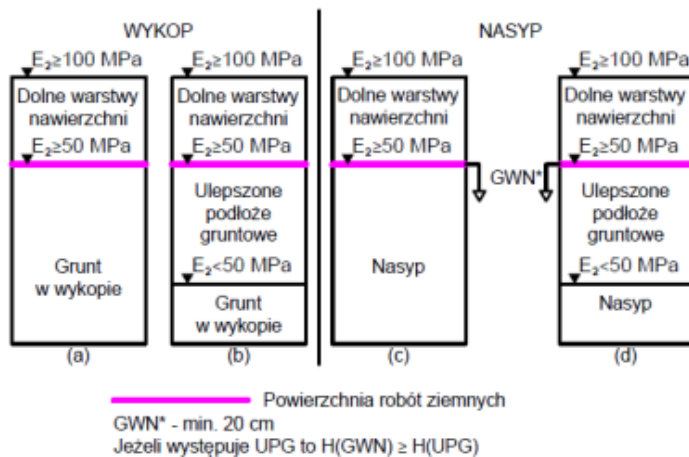 WYKOP
NASYP
E₂≥100 MPa
E₂≥100 MPa
E₂≥100 MPa
E₂≥100 MPa
Dolne warstwy
nawierzchni
Dolne warstwy
nawierzchni
Dolne warstwy
nawierzchni
Dolne warstwy
nawierzchni
E₂≥50 MPa
E₂≥50 MPa
E₂≥50 MPa
E₂≥50 MPa
GWN*
Grunt
w wykopie
Ulepszone
podłoże
gruntowe
Nasyp
Ulepszone
podłoże
gruntowe
E₂<50 MPa
E₂<50 MPa
Grunt
w wykopie
Nasyp
(a)
(b)
(c)
(d)
Powierzchnia robót ziemnych
GWN* - min. 20 cm
Jeżeli występuje UPG to H(GWN) ≥ H(UPG)